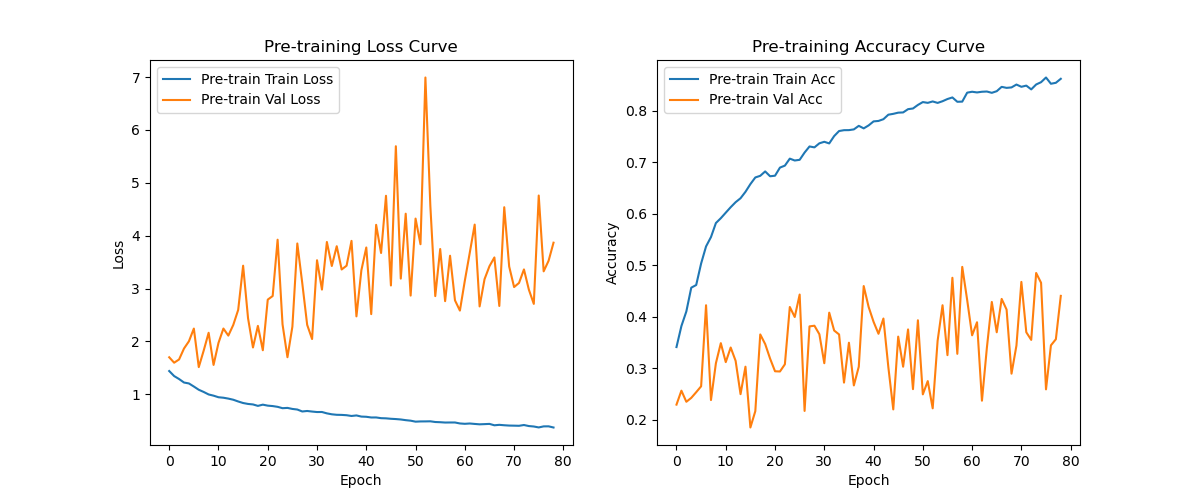 Pre-training Loss Curve
Pre-train Train Loss
Pre-train Val Loss
7
6
5
4
3
2
1
Loss
0 10 20 30 40 50 60 70 80
Epoch
Pre-training Accuracy Curve
Pre-train Train Acc
Pre-train Val Acc
0.8
0.7
0.6
0.5
0.4
0.3
0.2
Accuracy
0 10 20 30 40 50 60 70 80
Epoch